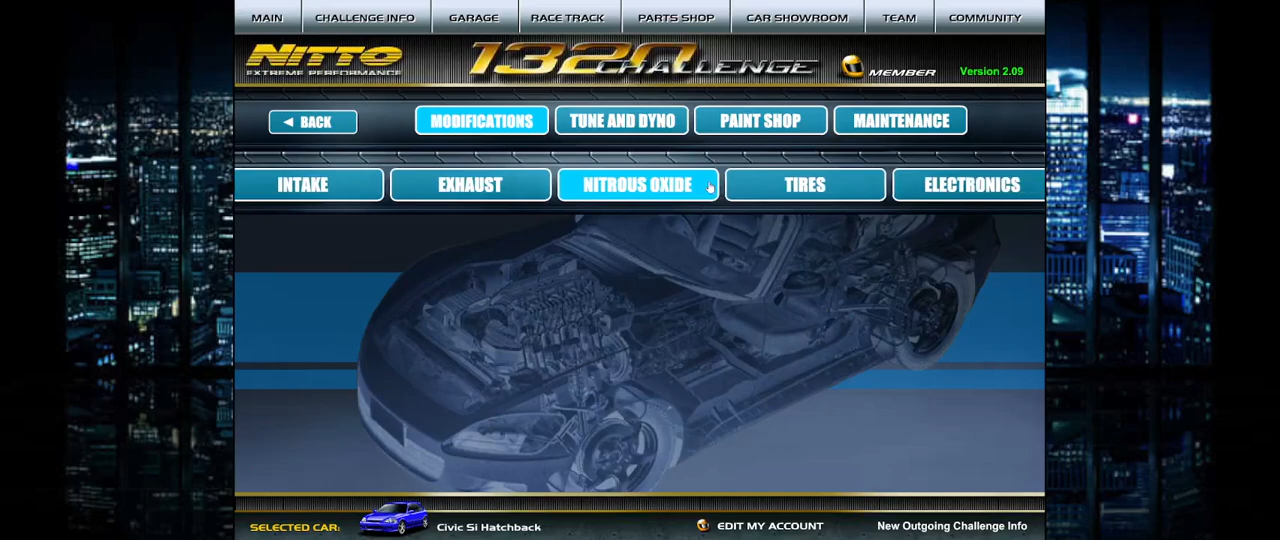 MAIN CHALLENGE INFO GARAGE RACE TRACK PARTS SHOP CAR SHOWROOM TEAM COMMUNITY
NITTO
EXTREME PERFORMANCE
1320 CHALLENGE
MEMBER
Version 2.09
BACK MODIFICATIONS TUNE AND DYNO PAINT SHOP MAINTENANCE
INTAKE EXHAUST NITROUS OXIDE TIRES ELECTRONICS
SELECTED CAR: Civic Si Hatchback EDIT MY ACCOUNT New Outgoing Challenge Info